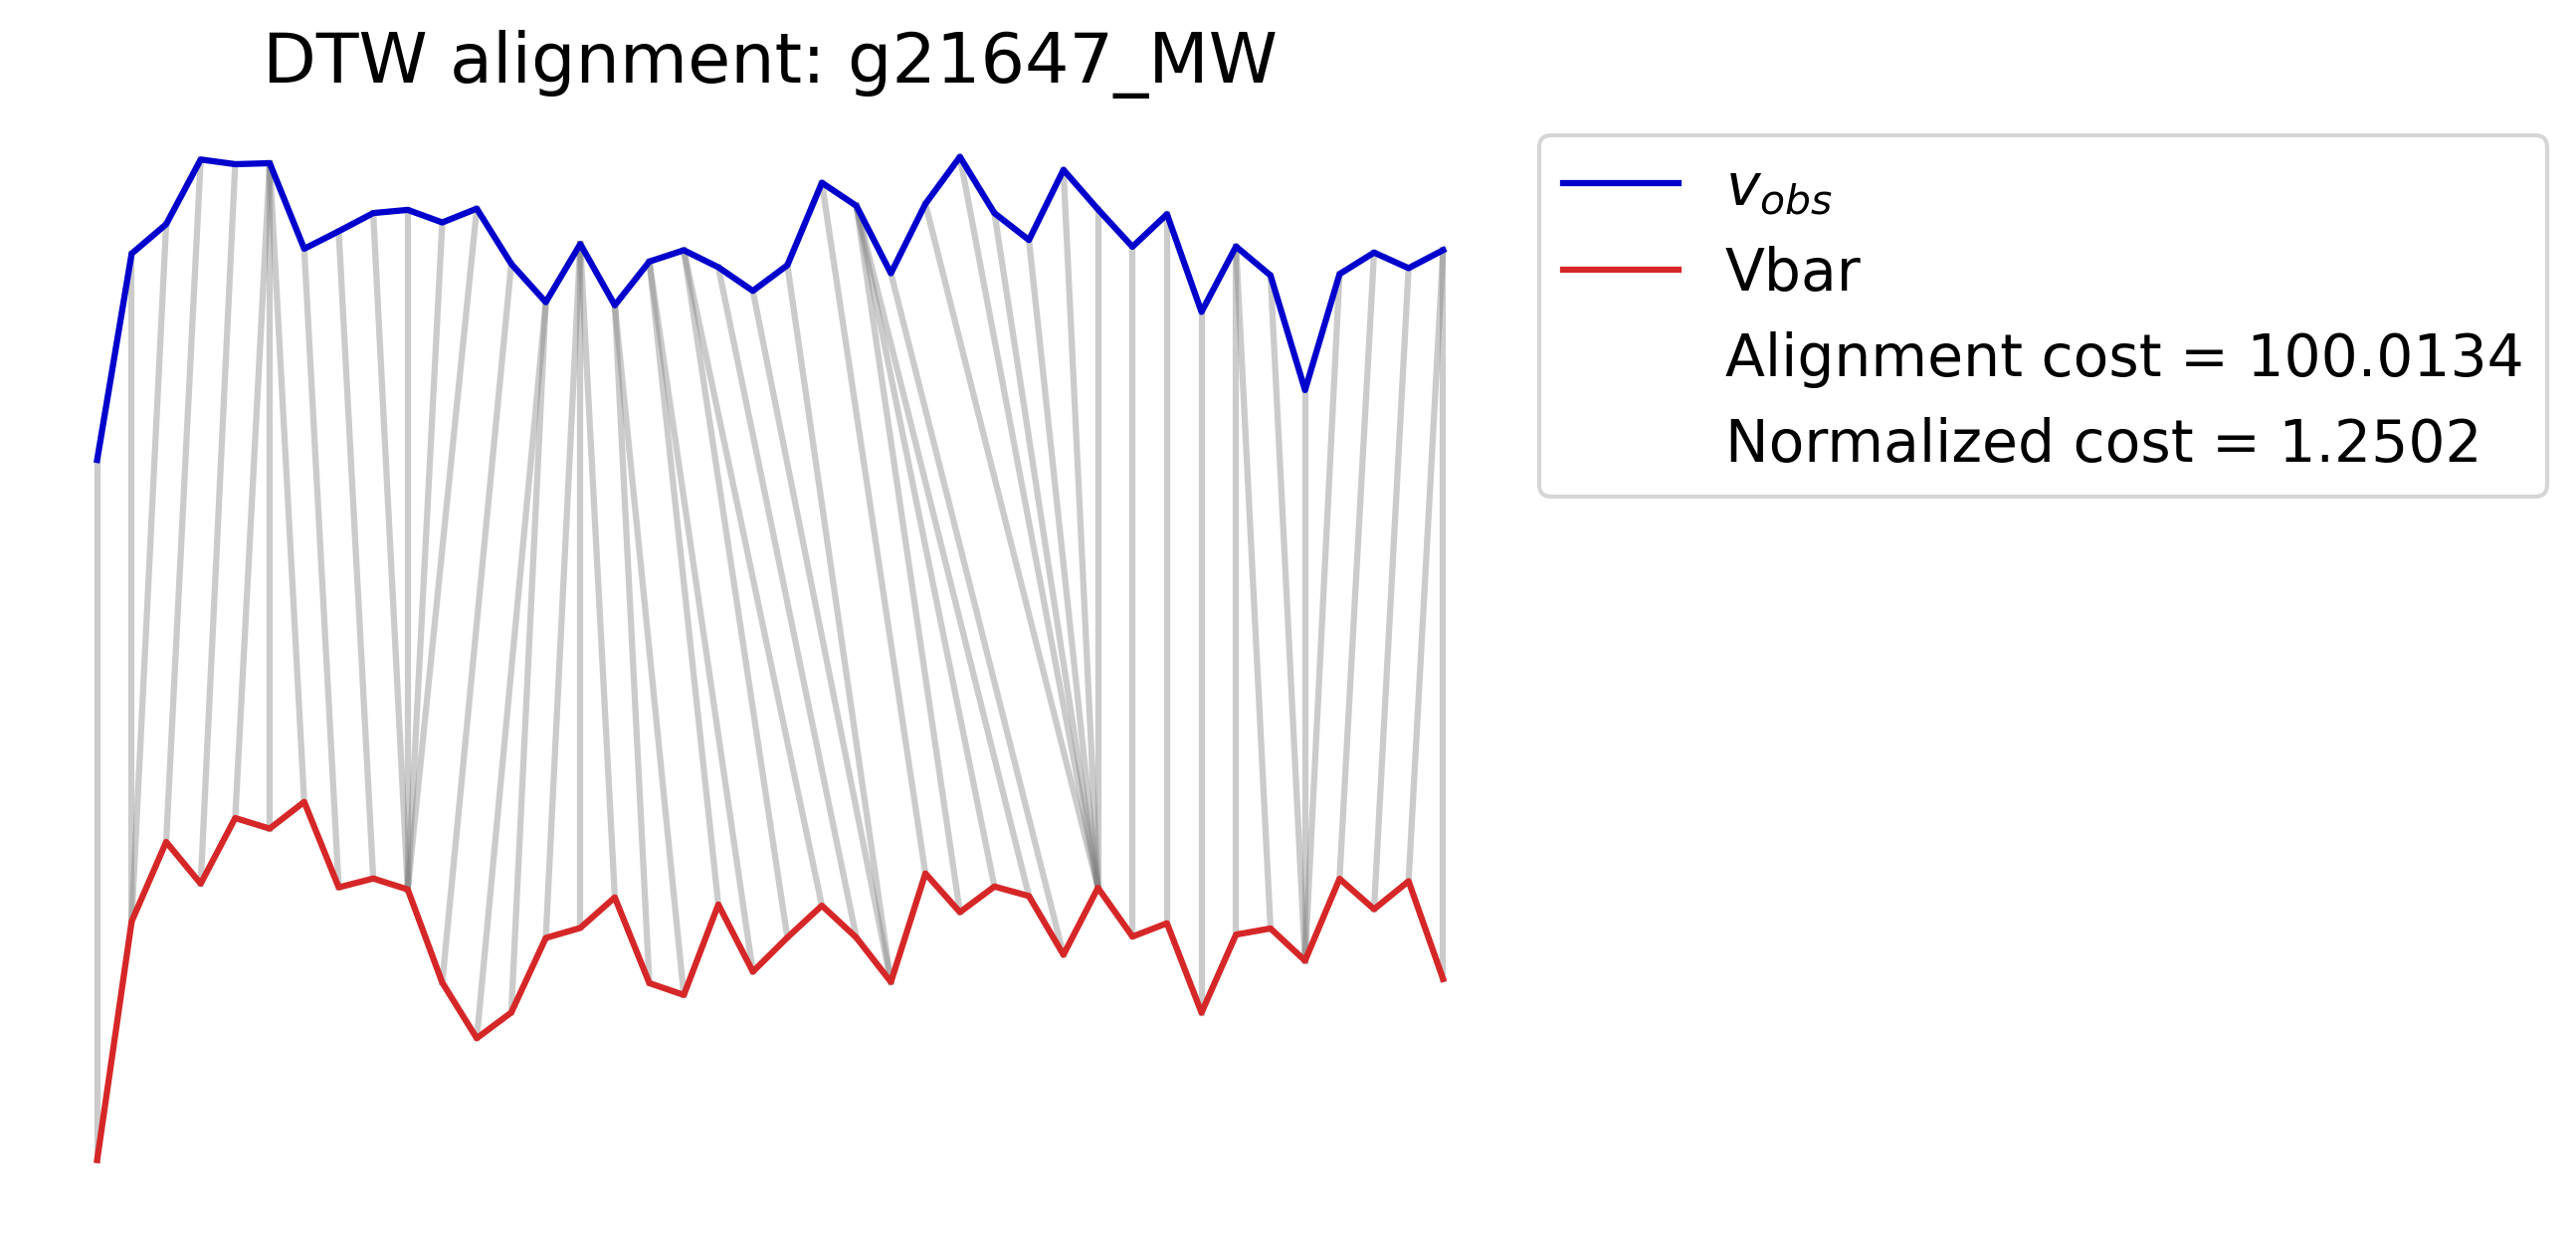 DTW alignment: g21647_MW
v_obs
Vbar
Alignment cost = 100.0134
Normalized cost = 1.2502